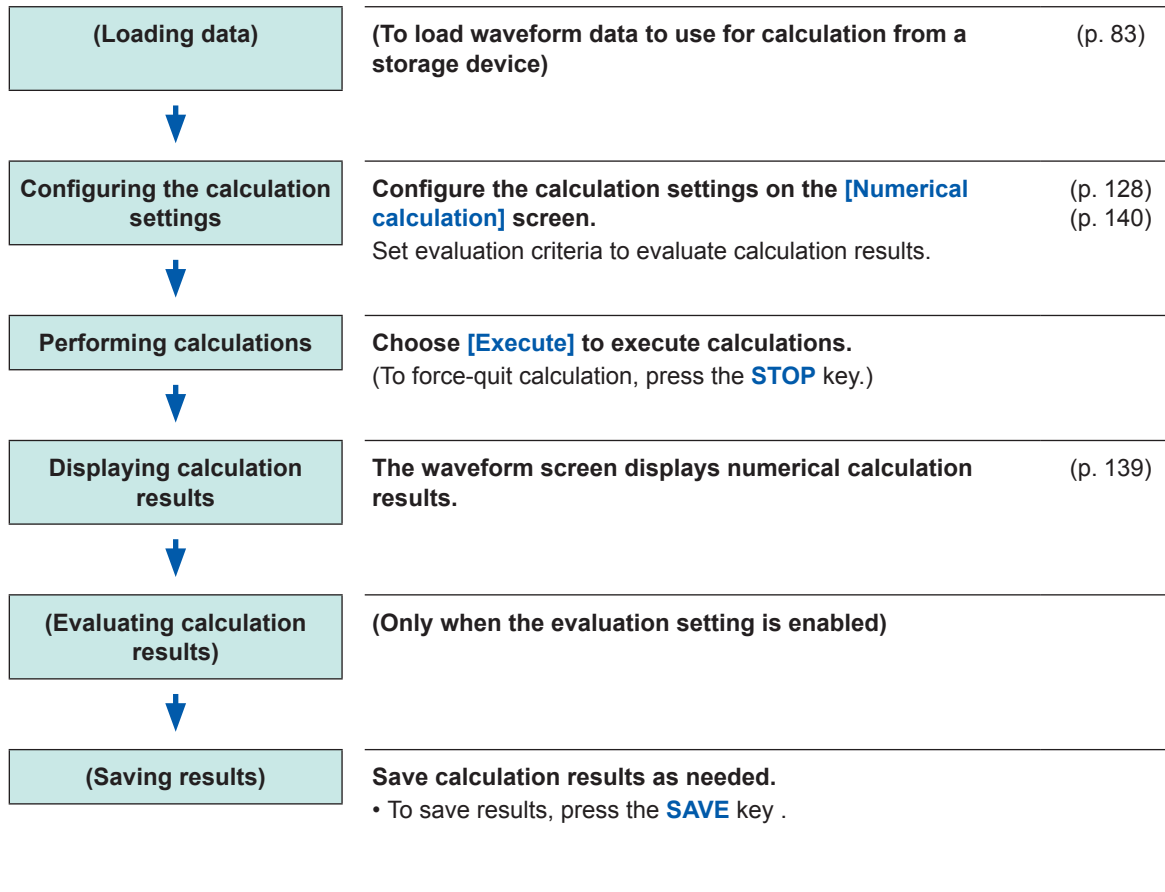 (Loading data)
(To load waveform data to use for calculation from a
storage device)
(p. 83)
Configuring the calculation
settings
Configure the calculation settings on the [Numerical
calculation] screen.
Set evaluation criteria to evaluate calculation results.
(p. 128)
(p. 140)
Performing calculations
Choose [Execute] to execute calculations.
(To force-quit calculation, press the STOP key.)
Displaying calculation
results
The waveform screen displays numerical calculation
results.
(p. 139)
(Evaluating calculation
results)
(Only when the evaluation setting is enabled)
(Saving results)
Save calculation results as needed.
• To save results, press the SAVE key .